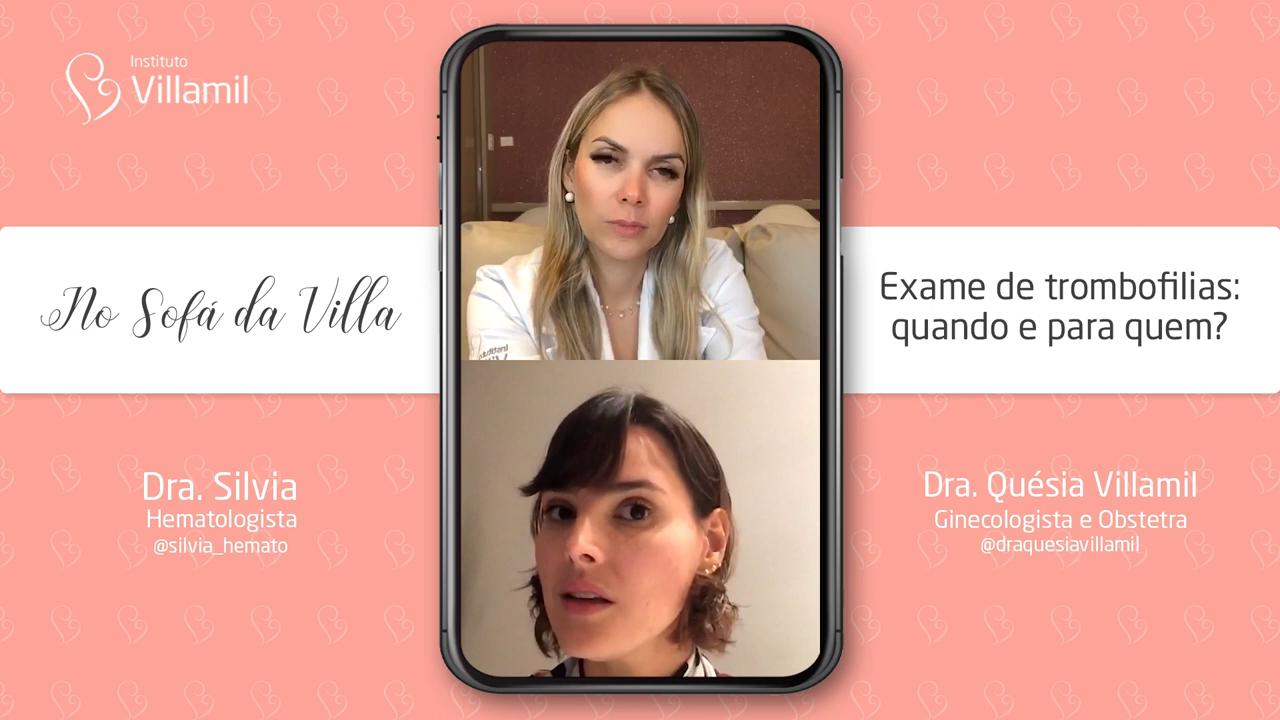 Instituto
Villamil
No Sofá da Villa
Exame de trombofilias:
quando e para quem?
Dra. Silvia
Hematologista
@silvia_hemato
Dra. Quésia Villamil
Ginecologista e Obstetra
@draquesiavillamil
Instituto